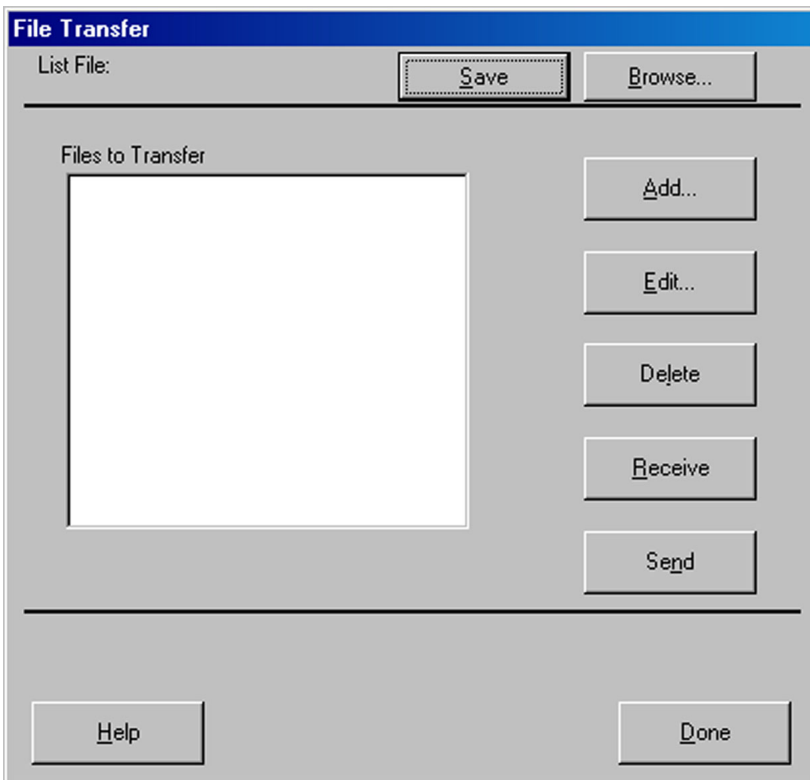 File Transfer
List File:
Save
Browse...
Files to Transfer
Add...
Edit...
Delete
Receive
Send
Help
Done